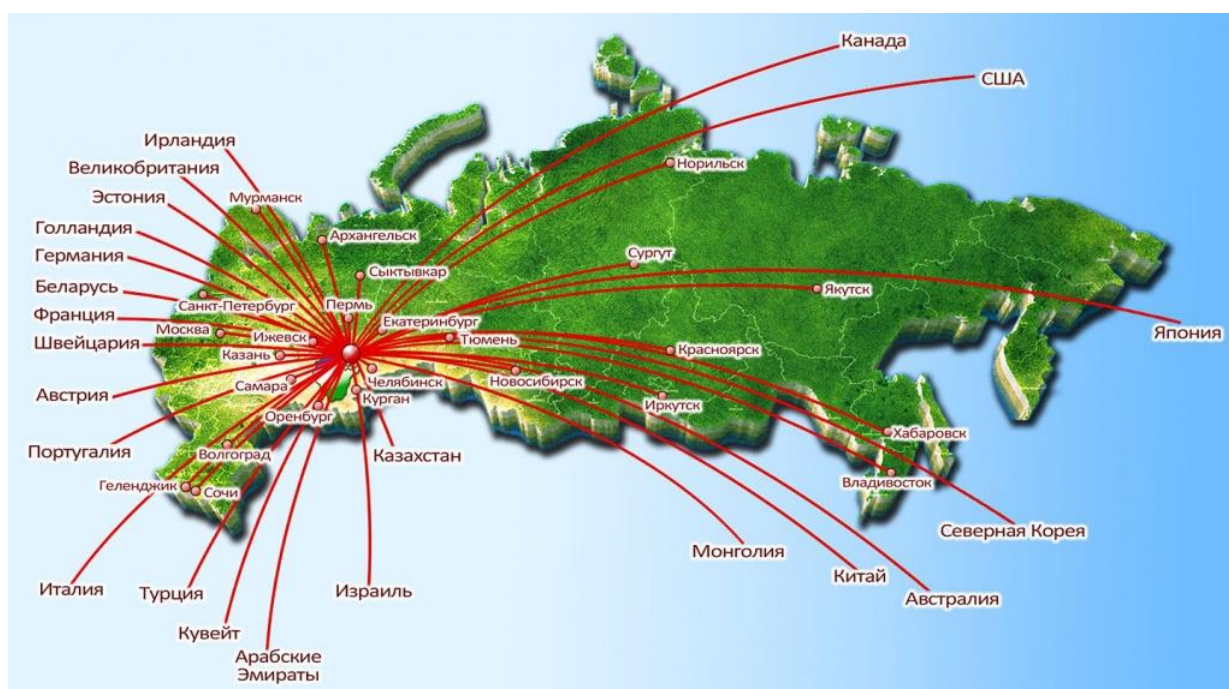 Канада
США
Ирландия
Великобритания
Норильск
Эстония
Мурманск
Голландия
Архангельск
Германия
Сургут
Сыктывкар
Беларусь
Якутск
Санкт-Петербург
Пермь
Франция
Екатеринбург
Москва
Япония
Ижевск
Тюмень
Швейцария
Казань
Красноярск
Челябинск
Новосибирск
Самара
Австрия
Курган
Иркутск
Оренбург
Хабаровск
Португалия
Волгоград
Казахстан
Владивосток
Геленджик
Сочи
Северная Корея
Монголия
Китай
Италия
Турция
Израиль
Австралия
Кувейт
Арабские
Эмираты